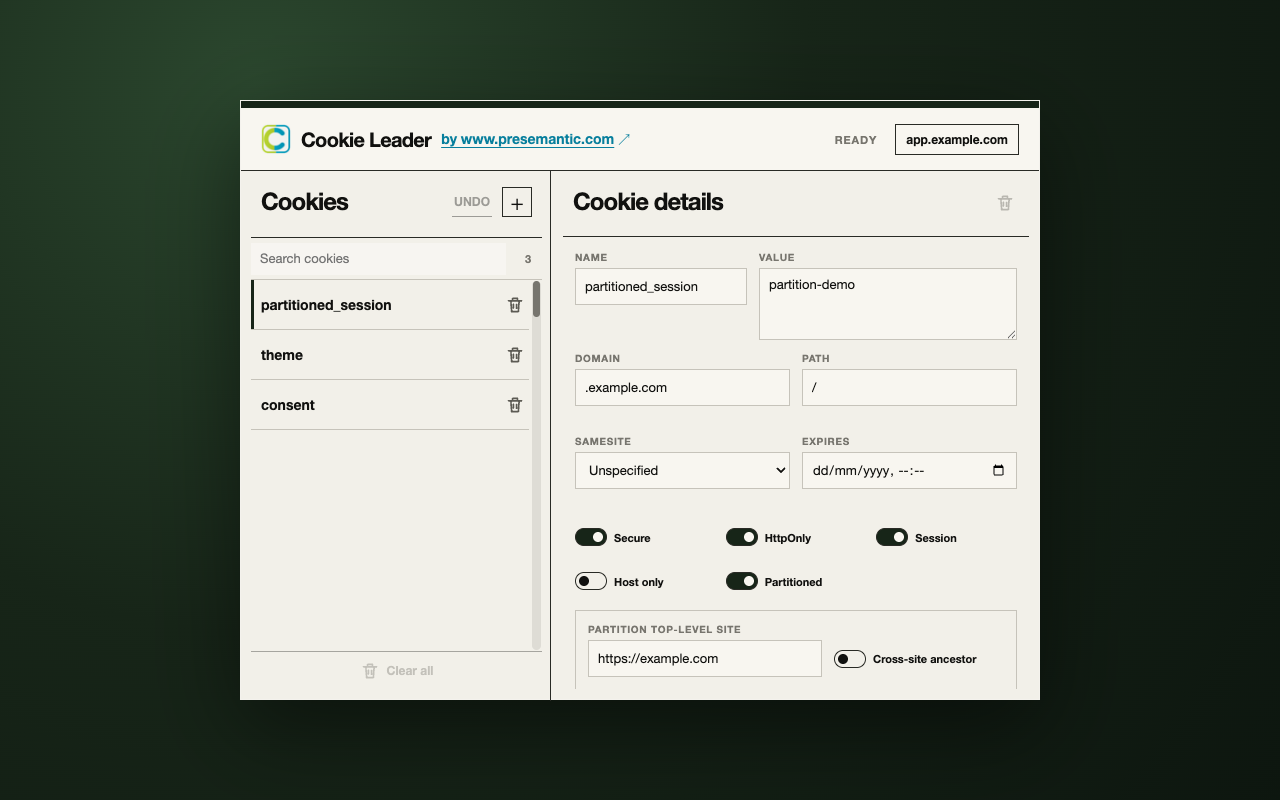 Cookie Leader by www.presemantic.com ↗ READY app.example.com
Cookies UNDO +
Search cookies 3
partitioned_session
theme
consent
Clear all
Cookie details
NAME VALUE
partitioned_session partition-demo
DOMAIN PATH
.example.com /
SAMESITE EXPIRES
Unspecified dd/mm/yyyy, --:--
Secure HttpOnly Session
Host only Partitioned
PARTITION TOP-LEVEL SITE
https://example.com Cross-site ancestor